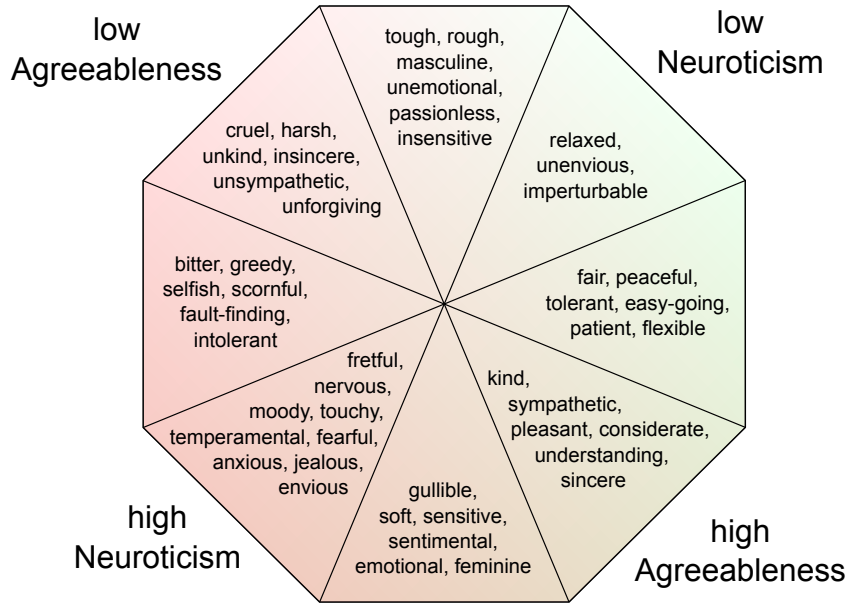 low
Agreeableness
tough, rough,
masculine,
unemotional,
passionless,
insensitive
low
Neuroticism
cruel, harsh,
unkind, insincere,
unsympathetic,
unforgiving
relaxed,
unenvious,
imperturbable
bitter, greedy,
selfish, scornful,
fault-finding,
intolerant
fair, peaceful,
tolerant, easy-going,
patient, flexible
fretful,
nervous,
moody, touchy,
temperamental, fearful,
anxious, jealous,
envious
kind,
sympathetic,
pleasant, considerate,
understanding,
sincere
gullible,
soft, sensitive,
sentimental,
emotional, feminine
high
Neuroticism
high
Agreeableness